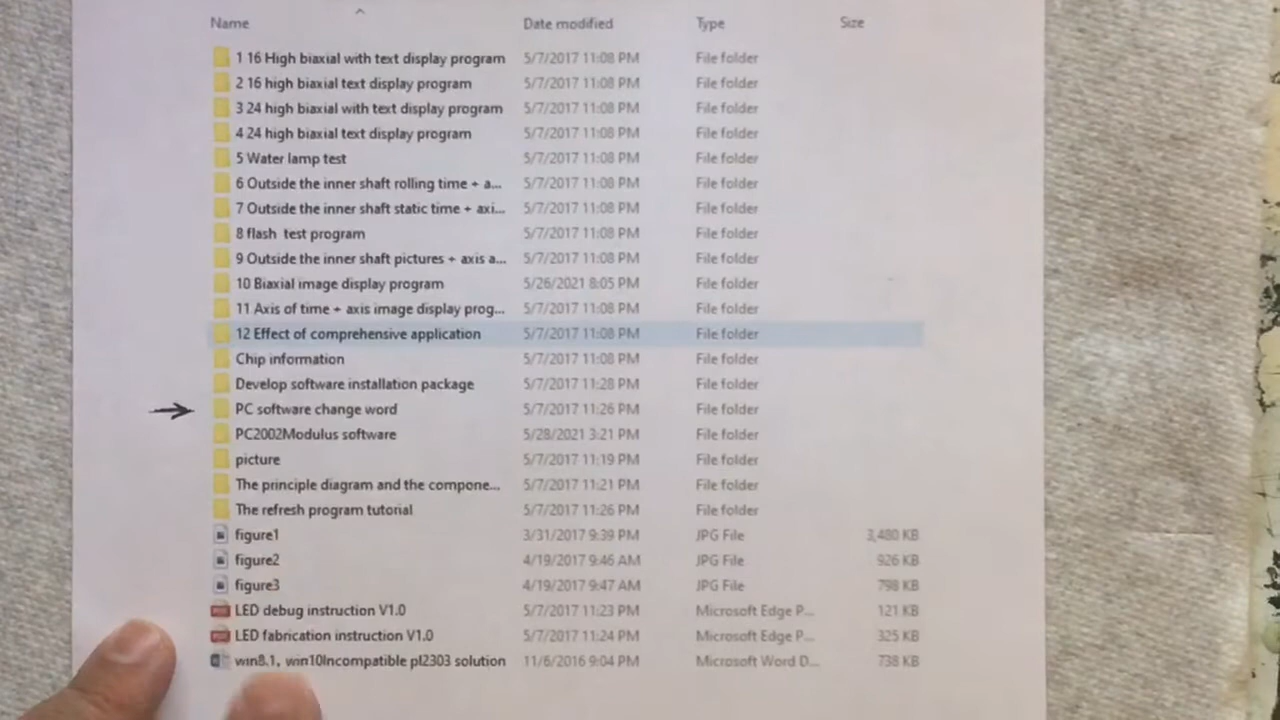 Name Date modified Type Size
1 16 High biaxial with text display program 5/7/2017 11:08 PM File folder
2 16 high biaxial text display program 5/7/2017 11:08 PM File folder
3 24 high biaxial with text display program 5/7/2017 11:08 PM File folder
4 24 high biaxial text display program 5/7/2017 11:08 PM File folder
5 Water lamp test 5/7/2017 11:08 PM File folder
6 Outside the inner shaft rolling time + a... 5/7/2017 11:08 PM File folder
7 Outside the inner shaft static time + axi... 5/7/2017 11:08 PM File folder
8 flash test program 5/7/2017 11:08 PM File folder
9 Outside the inner shaft pictures + axis a... 5/7/2017 11:08 PM File folder
10 Biaxial image display program 5/26/2021 8:05 PM File folder
11 Axis of time + axis image display prog... 5/7/2017 11:08 PM File folder
12 Effect of comprehensive application 5/7/2017 11:08 PM File folder
Chip information 5/7/2017 11:08 PM File folder
Develop software installation package 5/7/2017 11:28 PM File folder
PC software change word 5/7/2017 11:26 PM File folder
PC2002Modulus software 5/28/2021 3:21 PM File folder
picture 5/7/2017 11:19 PM File folder
The principle diagram and the compone... 5/7/2017 11:21 PM File folder
The refresh program tutorial 5/7/2017 11:26 PM File folder
figure1 3/31/2017 9:39 PM JPG File 3,480 KB
figure2 4/19/2017 9:46 AM JPG File 926 KB
figure3 4/19/2017 9:47 AM JPG File 798 KB
LED debug instruction V1.0 5/7/2017 11:23 PM Microsoft Edge P... 121 KB
LED fabrication instruction V1.0 5/7/2017 11:24 PM Microsoft Edge P... 325 KB
win8.1, win10Incompatible pl2303 solution 11/6/2016 9:04 PM Microsoft Word D... 738 KB